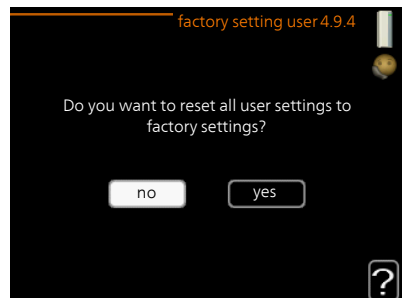 factory setting user 4.9.4
Do you want to reset all user settings to
factory settings?
no yes
?